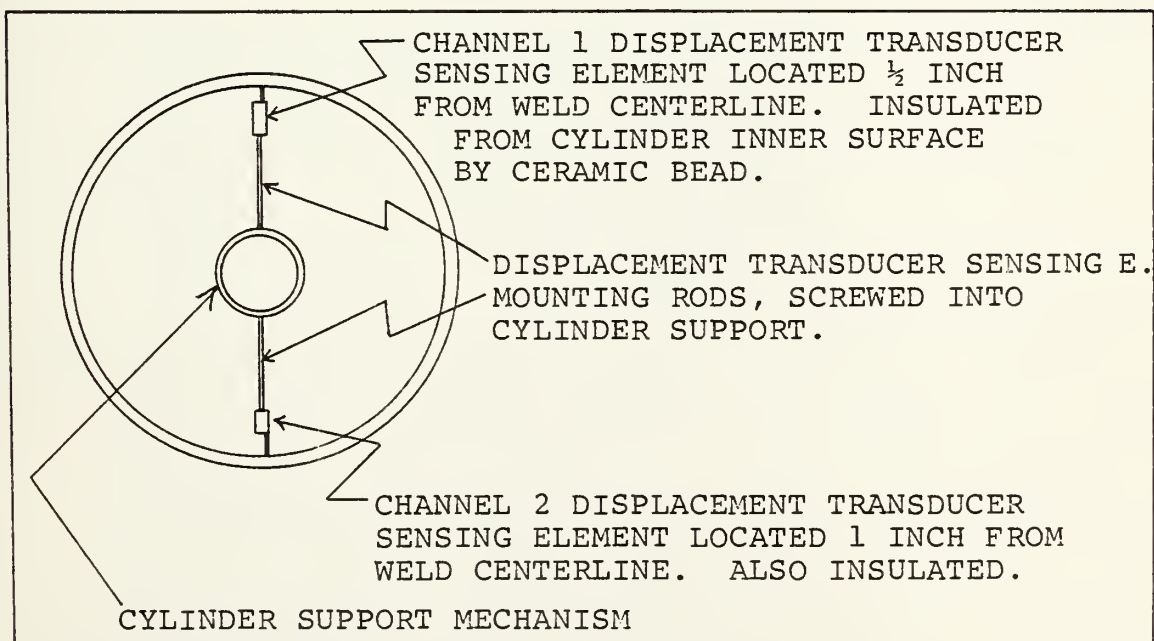 CHANNEL 1 DISPLACEMENT TRANSDUCER
SENSING ELEMENT LOCATED ½ INCH
FROM WELD CENTERLINE. INSULATED
FROM CYLINDER INNER SURFACE
BY CERAMIC BEAD.
DISPLACEMENT TRANSDUCER SENSING E.
MOUNTING RODS, SCREWED INTO
CYLINDER SUPPORT.
CHANNEL 2 DISPLACEMENT TRANSDUCER
SENSING ELEMENT LOCATED 1 INCH FROM
WELD CENTERLINE. ALSO INSULATED.
CYLINDER SUPPORT MECHANISM